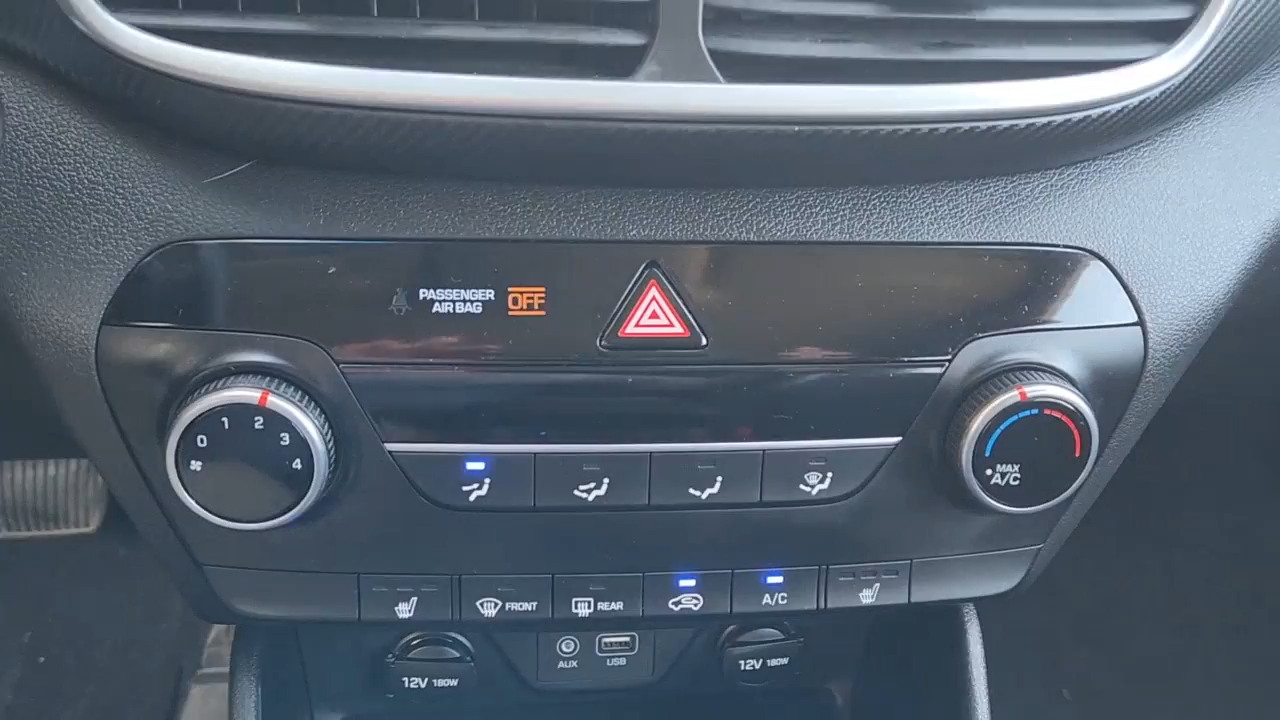 PASSENGER
AIR BAG
OFF
0
1
2
3
4
MAX
A/C
FRONT
REAR
A/C
AUX
USB
12V 180W
12V 180W